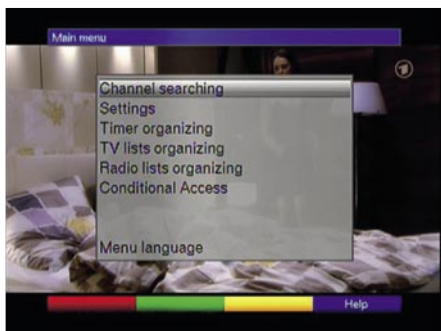 Main menu
Channel searching
Settings
Timer organizing
TV lists organizing
Radio lists organizing
Conditional Access
Menu language
Help